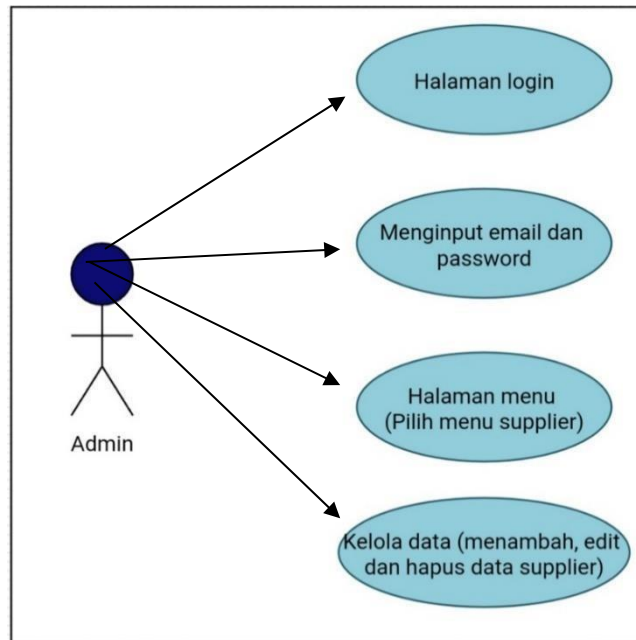 Halaman login
Menginput email dan
password
Halaman menu
(Pilih menu supplier)
Admin
Kelola data (menambah, edit
dan hapus data supplier)